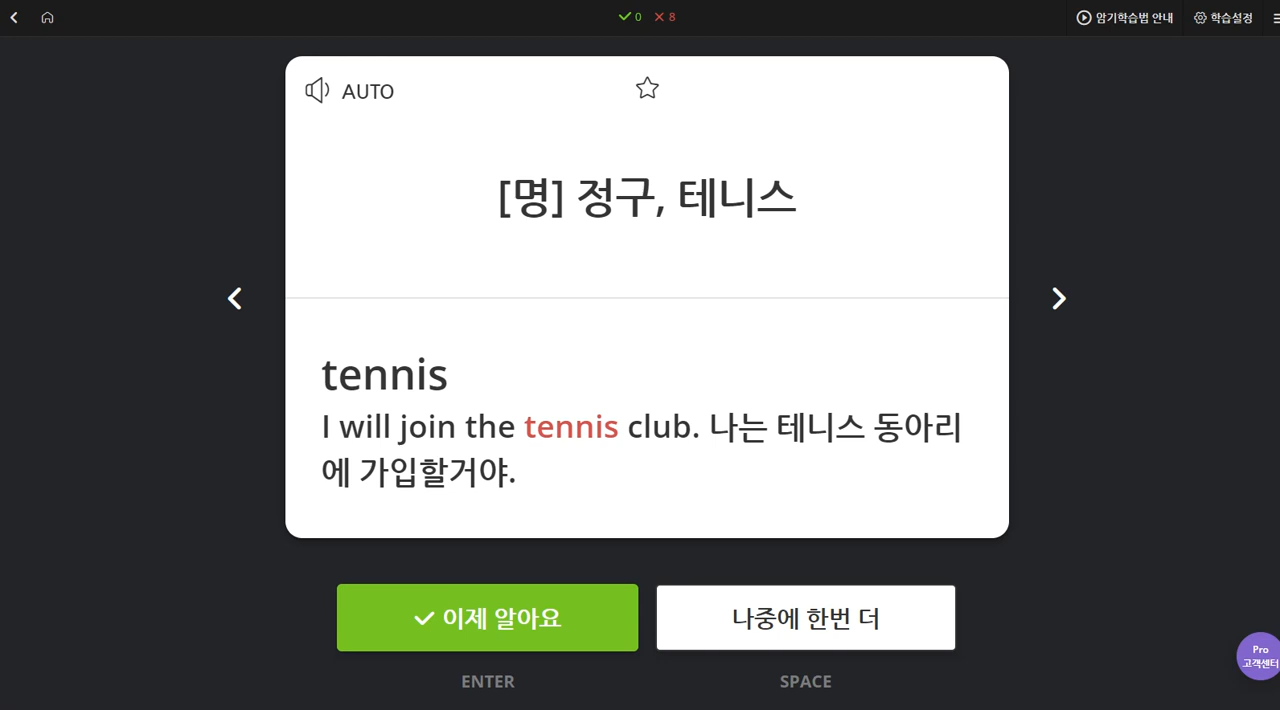 0 8 암기학습법 안내 학습설정
AUTO
[명] 정구, 테니스
tennis
I will join the tennis club. 나는 테니스 동아리
에 가입할거야.
이제 알아요 나중에 한번 더
ENTER SPACE
Pro
고객센터